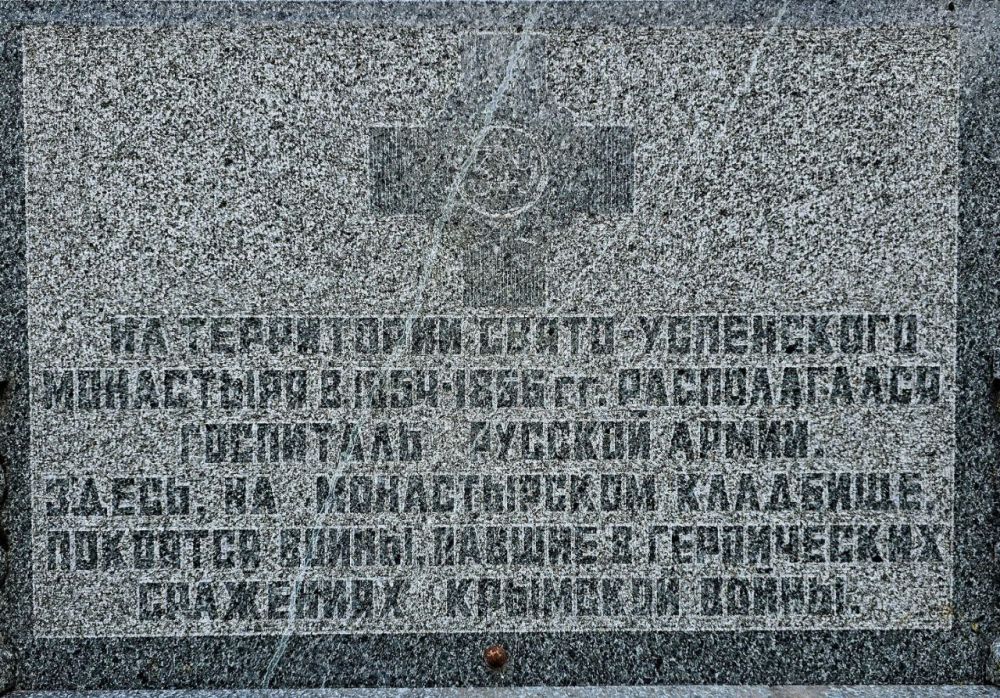 НА ТЕРРИТОРИИ СВЯТО-УСПЕНСКОГО
МОНАСТЫРЯ В 1854-1856 гг. РАСПОЛАГАЛСЯ
ГОСПИТАЛЬ РУССКОЙ АРМИИ.
ЗДЕСЬ, НА МОНАСТЫРСКОМ КЛАДБИЩЕ,
ПОКОЯТСЯ ВОИНЫ, ПАВШИЕ В ГЕРОИЧЕСКИХ
СРАЖЕНИЯХ КРЫМСКОЙ ВОЙНЫ.